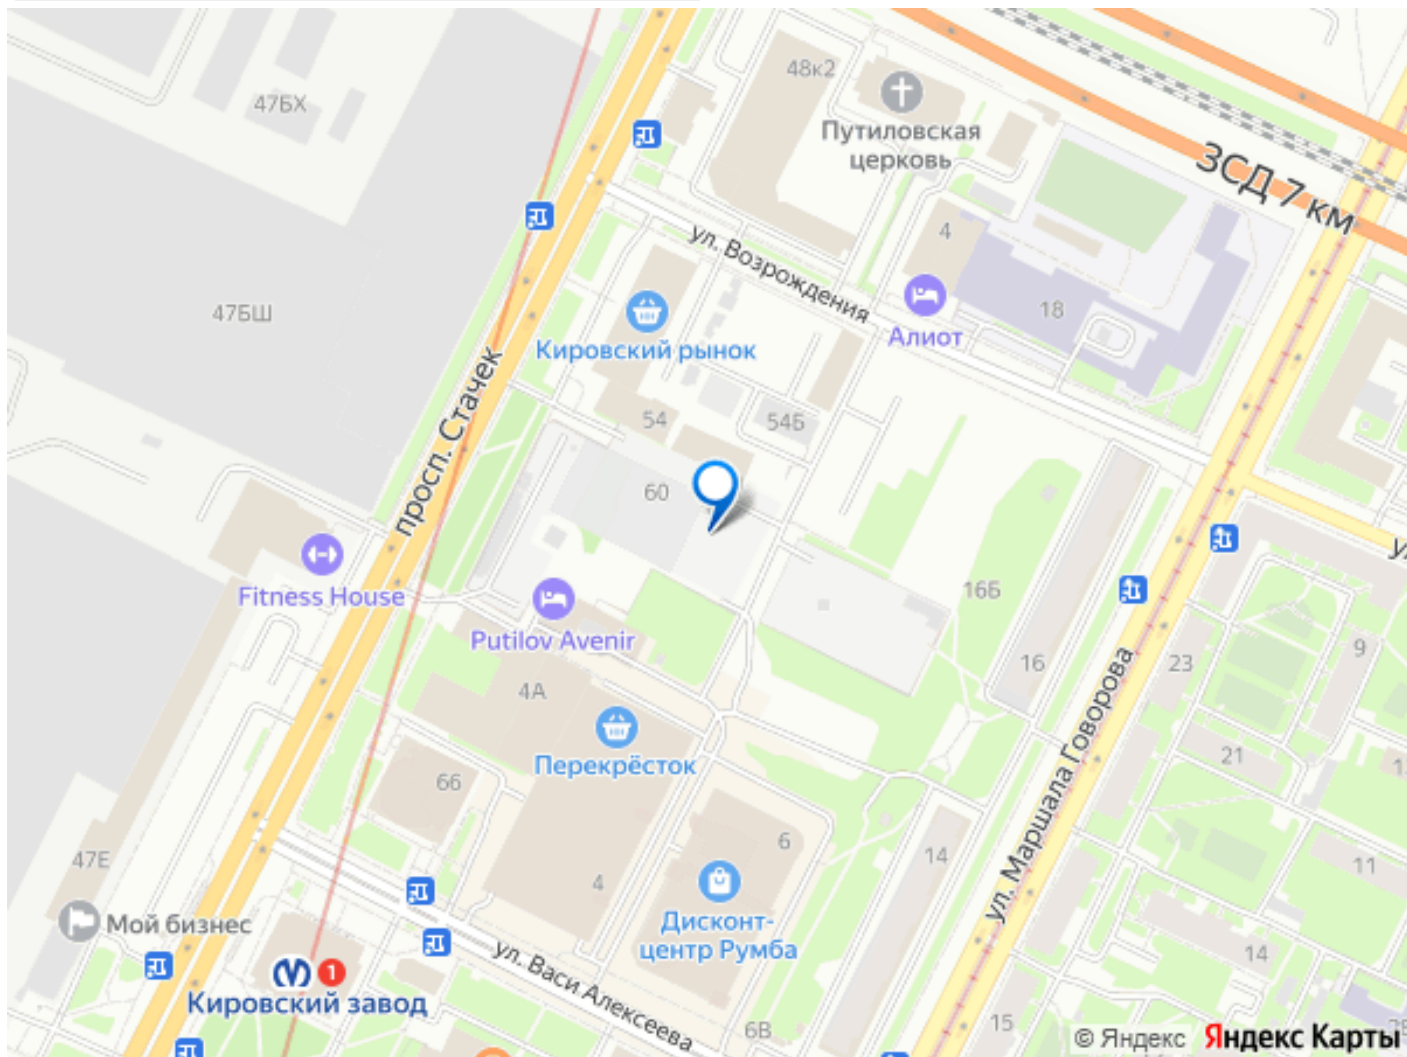 48к2
47БХ
Путиловская
церковь
ЗСД 7 км
ул. Возрождения
4
18
47БШ
Алиот
Кировский рынок
просп. Стачек
54
54Б
60
Fitness House
Putilov Avenir
16Б
16
23
9
4А
Перекрёсток
ул. Маршала Говорова
21
66
6
14
11
47Е
4
Мой бизнес
Дисконт-
центр Румба
14
ул. Васи Алексеева
1
Кировский завод
6В
15
© Яндекс Яндекс Карты